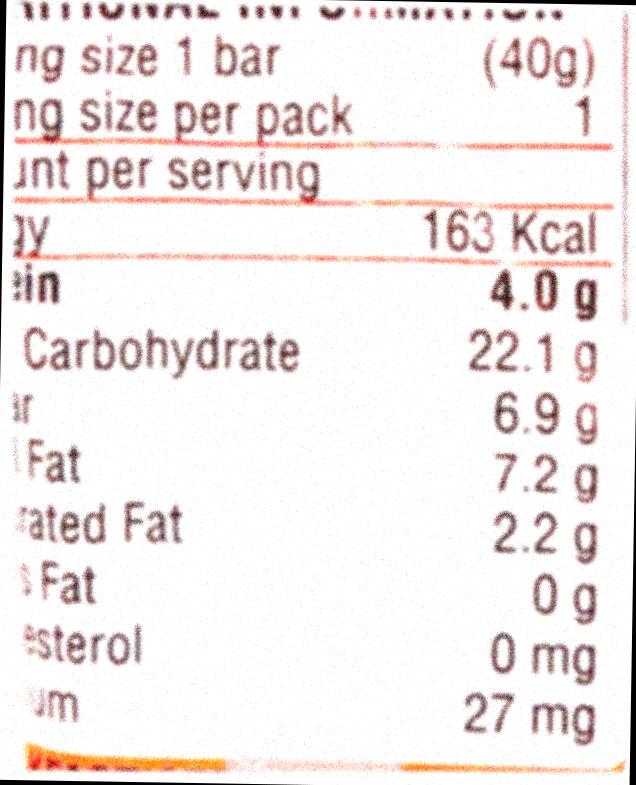 ng size 1 bar (40g)
ng size per pack 1
unt per serving
gy 163 Kcal
ein 4.0 g
Carbohydrate 22.1 g
ar 6.9 g
Fat 7.2 g
rated Fat 2.2 g
s Fat 0 g
esterol 0 mg
um 27 mg